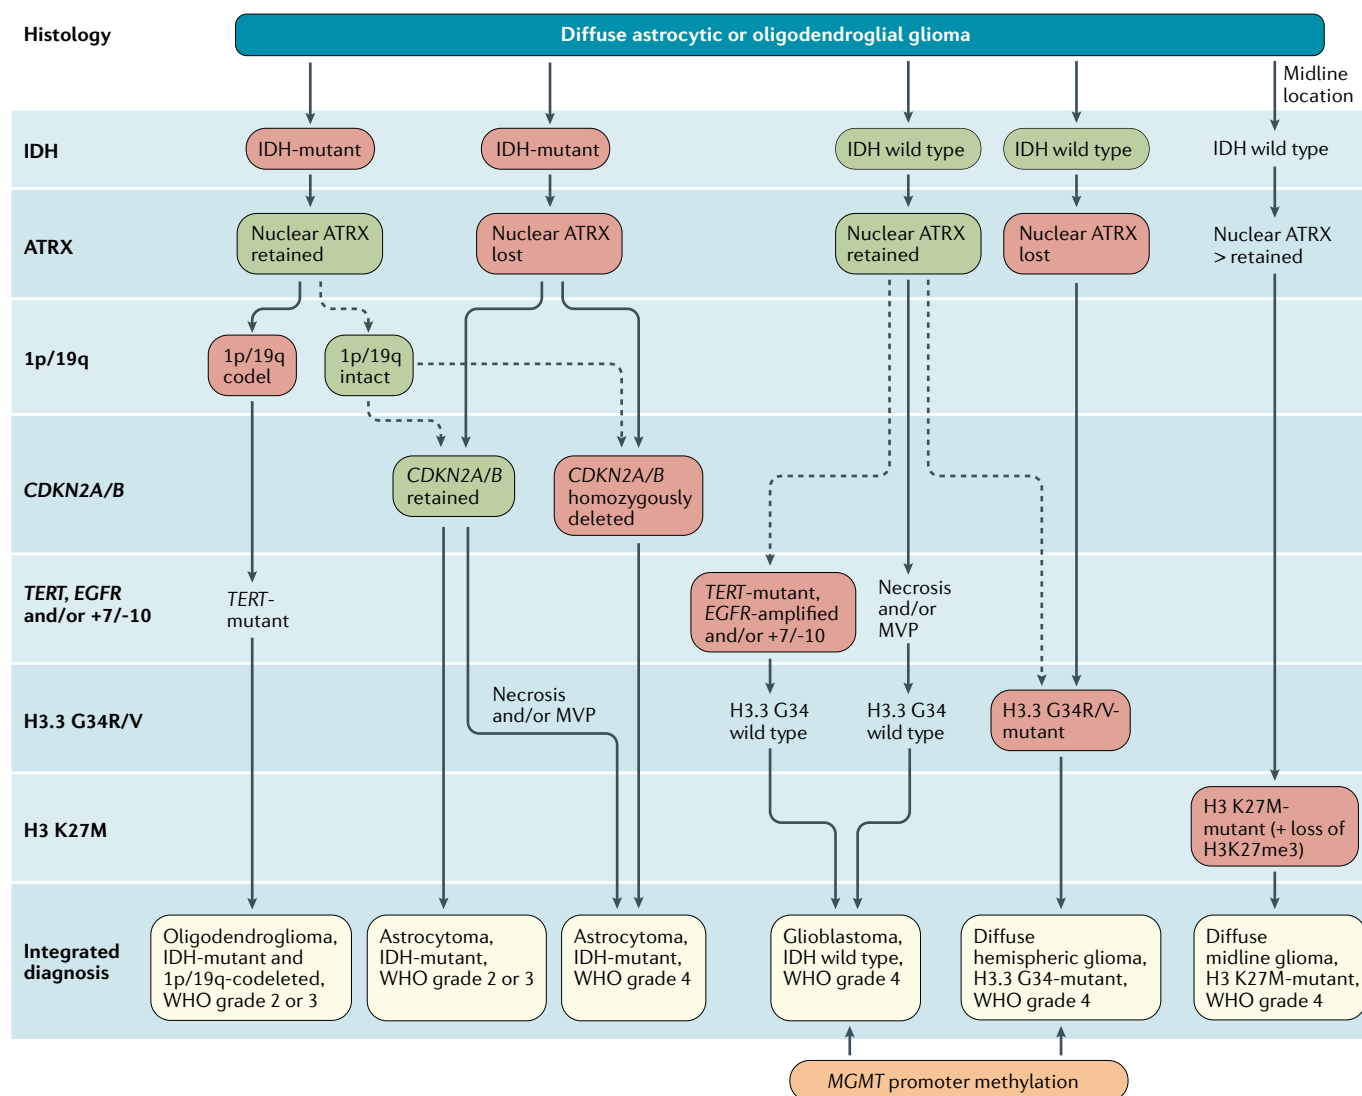 Histology
Diffuse astrocytic or oligodendroglial glioma
Midline
location
IDH
IDH-mutant
IDH-mutant
IDH wild type
IDH wild type
IDH wild type
ATRX
Nuclear ATRX
retained
Nuclear ATRX
lost
Nuclear ATRX
retained
Nuclear ATRX
lost
Nuclear ATRX
> retained
1p/19q
1p/19q
codel
1p/19q
intact
CDKN2A/B
CDKN2A/B
retained
CDKN2A/B
homozygously
deleted
TERT, EGFR
and/or +7/-10
TERT-
mutant
TERT-mutant,
EGFR-amplified
and/or +7/-10
Necrosis
and/or
MVP
H3.3 G34R/V
Necrosis
and/or MVP
H3.3 G34
wild type
H3.3 G34
wild type
H3.3 G34R/V-
mutant
H3 K27M
H3 K27M-
mutant (+ loss of
H3K27me3)
Integrated
diagnosis
Oligodendroglioma,
IDH-mutant and
1p/19q-codeleted,
WHO grade 2 or 3
Astrocytoma,
IDH-mutant,
WHO grade 2 or 3
Astrocytoma,
IDH-mutant,
WHO grade 4
Glioblastoma,
IDH wild type,
WHO grade 4
Diffuse
hemispheric glioma,
H3.3 G34-mutant,
WHO grade 4
Diffuse
midline glioma,
H3 K27M-mutant,
WHO grade 4
MGMT promoter methylation